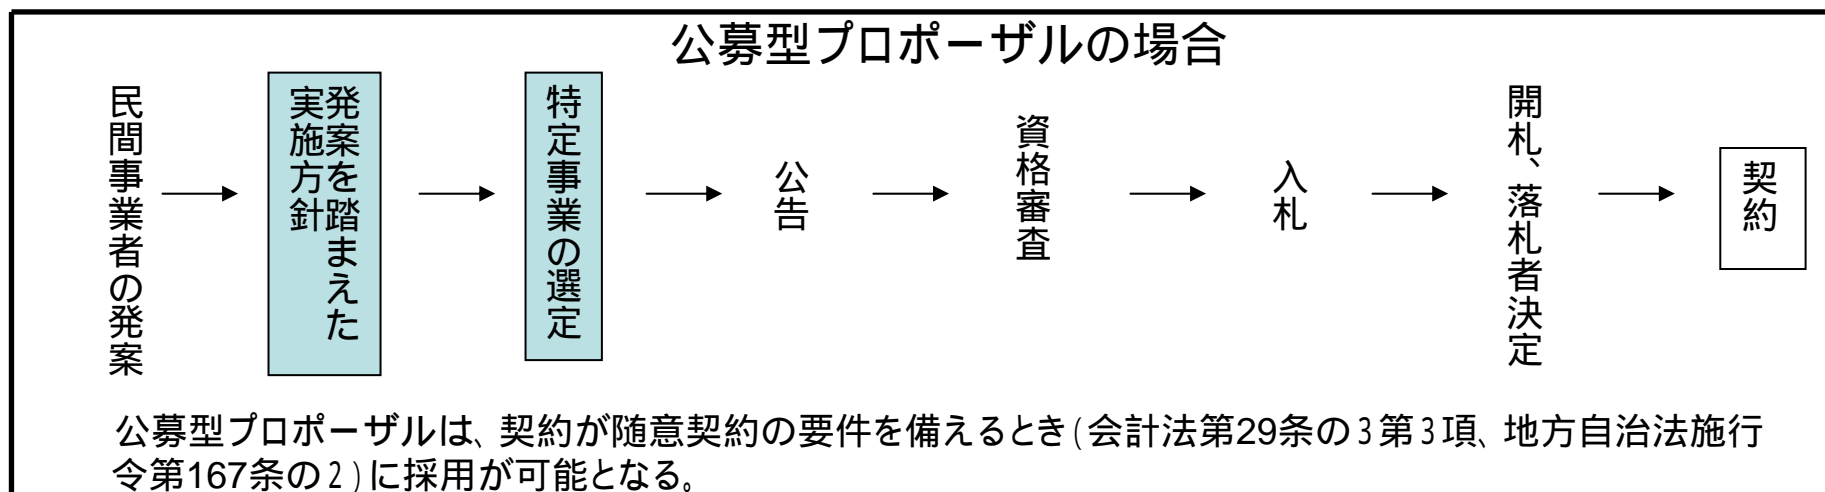 公募型プロポーザルの場合
民間事業者の発案
発案を踏まえた
実施方針
特定事業の選定
公告
資格審査
入札
開札、落札者決定
契約
公募型プロポーザルは、契約が随意契約の要件を備えるとき(会計法第29条の3第3項、地方自治法施行
令第167条の2)に採用が可能となる。